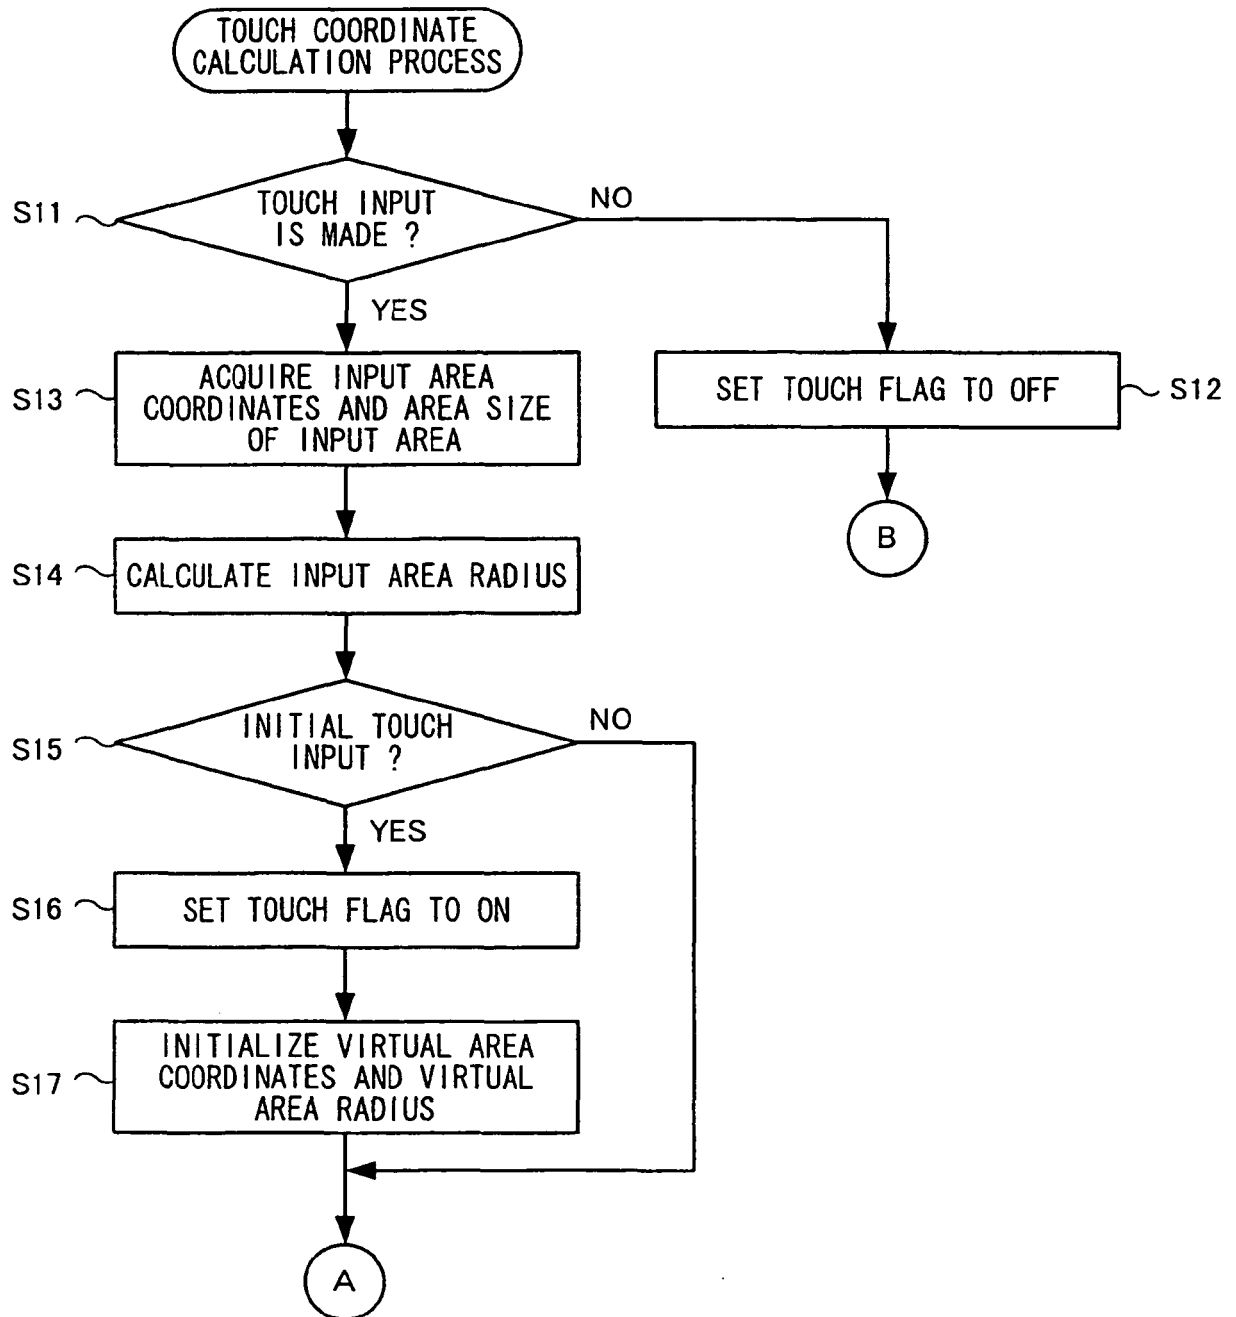 TOUCH COORDINATE
CALCULATION PROCESS
S11
TOUCH INPUT
IS MADE ?
NO
YES
S13
ACQUIRE INPUT AREA
COORDINATES AND AREA SIZE
OF INPUT AREA
SET TOUCH FLAG TO OFF
S12
B
S14
CALCULATE INPUT AREA RADIUS
S15
INITIAL TOUCH
INPUT ?
NO
YES
S16
SET TOUCH FLAG TO ON
S17
INITIALIZE VIRTUAL AREA
COORDINATES AND VIRTUAL
AREA RADIUS
A